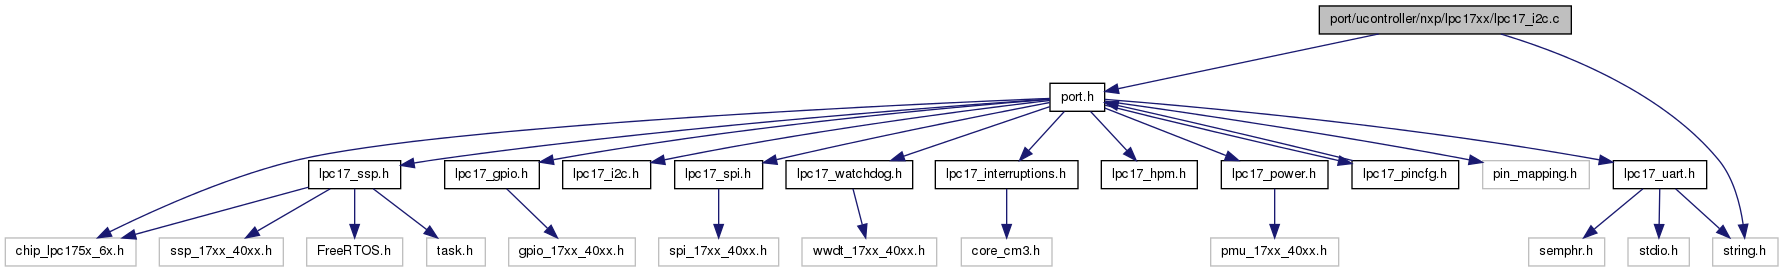 port/ucontroller/nxp/lpc17xx/lpc17_i2c.c
port.h
lpc17_ssp.h
lpc17_gpio.h
lpc17_i2c.h
lpc17_spi.h
lpc17_watchdog.h
lpc17_interruptions.h
lpc17_hpm.h
lpc17_power.h
lpc17_pincfg.h
pin_mapping.h
lpc17_uart.h
chip_lpc175x_6x.h
ssp_17xx_40xx.h
FreeRTOS.h
task.h
gpio_17xx_40xx.h
spi_17xx_40xx.h
wwdt_17xx_40xx.h
core_cm3.h
pmu_17xx_40xx.h
semphr.h
stdio.h
string.h